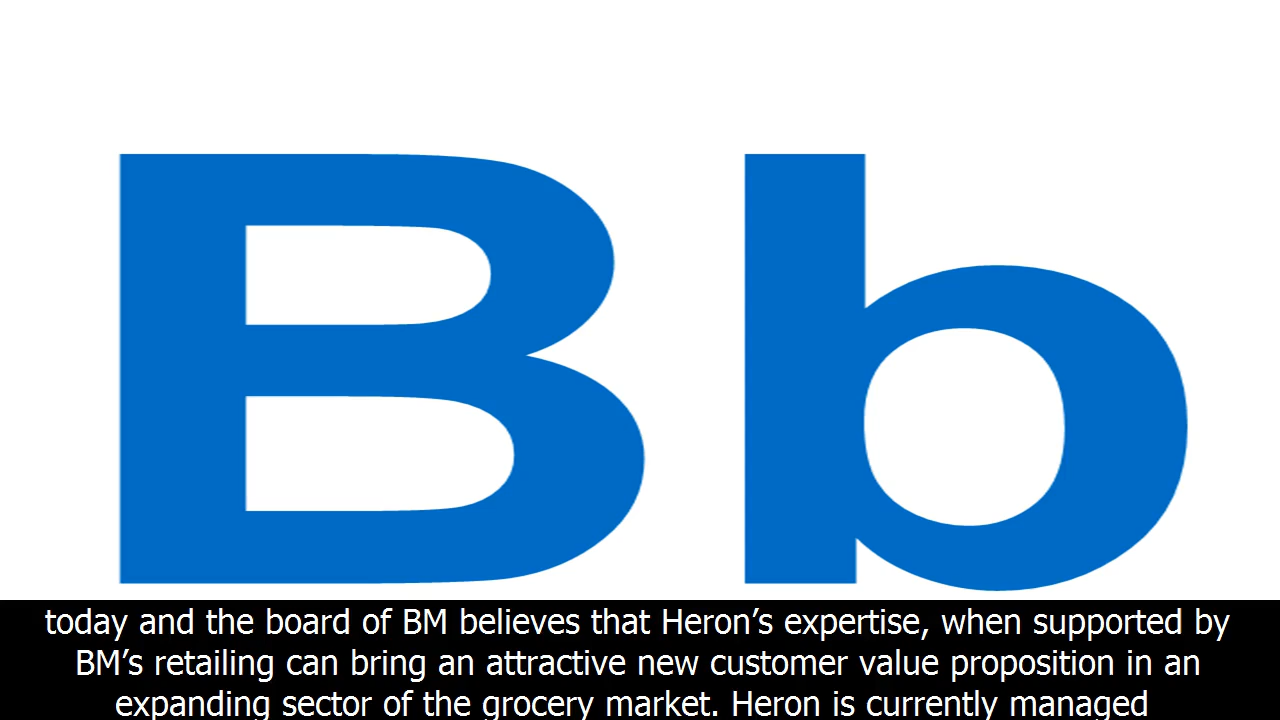 Bb
today and the board of BM believes that Heron’s expertise, when supported by
BM’s retailing can bring an attractive new customer value proposition in an
expanding sector of the grocery market. Heron is currently managed